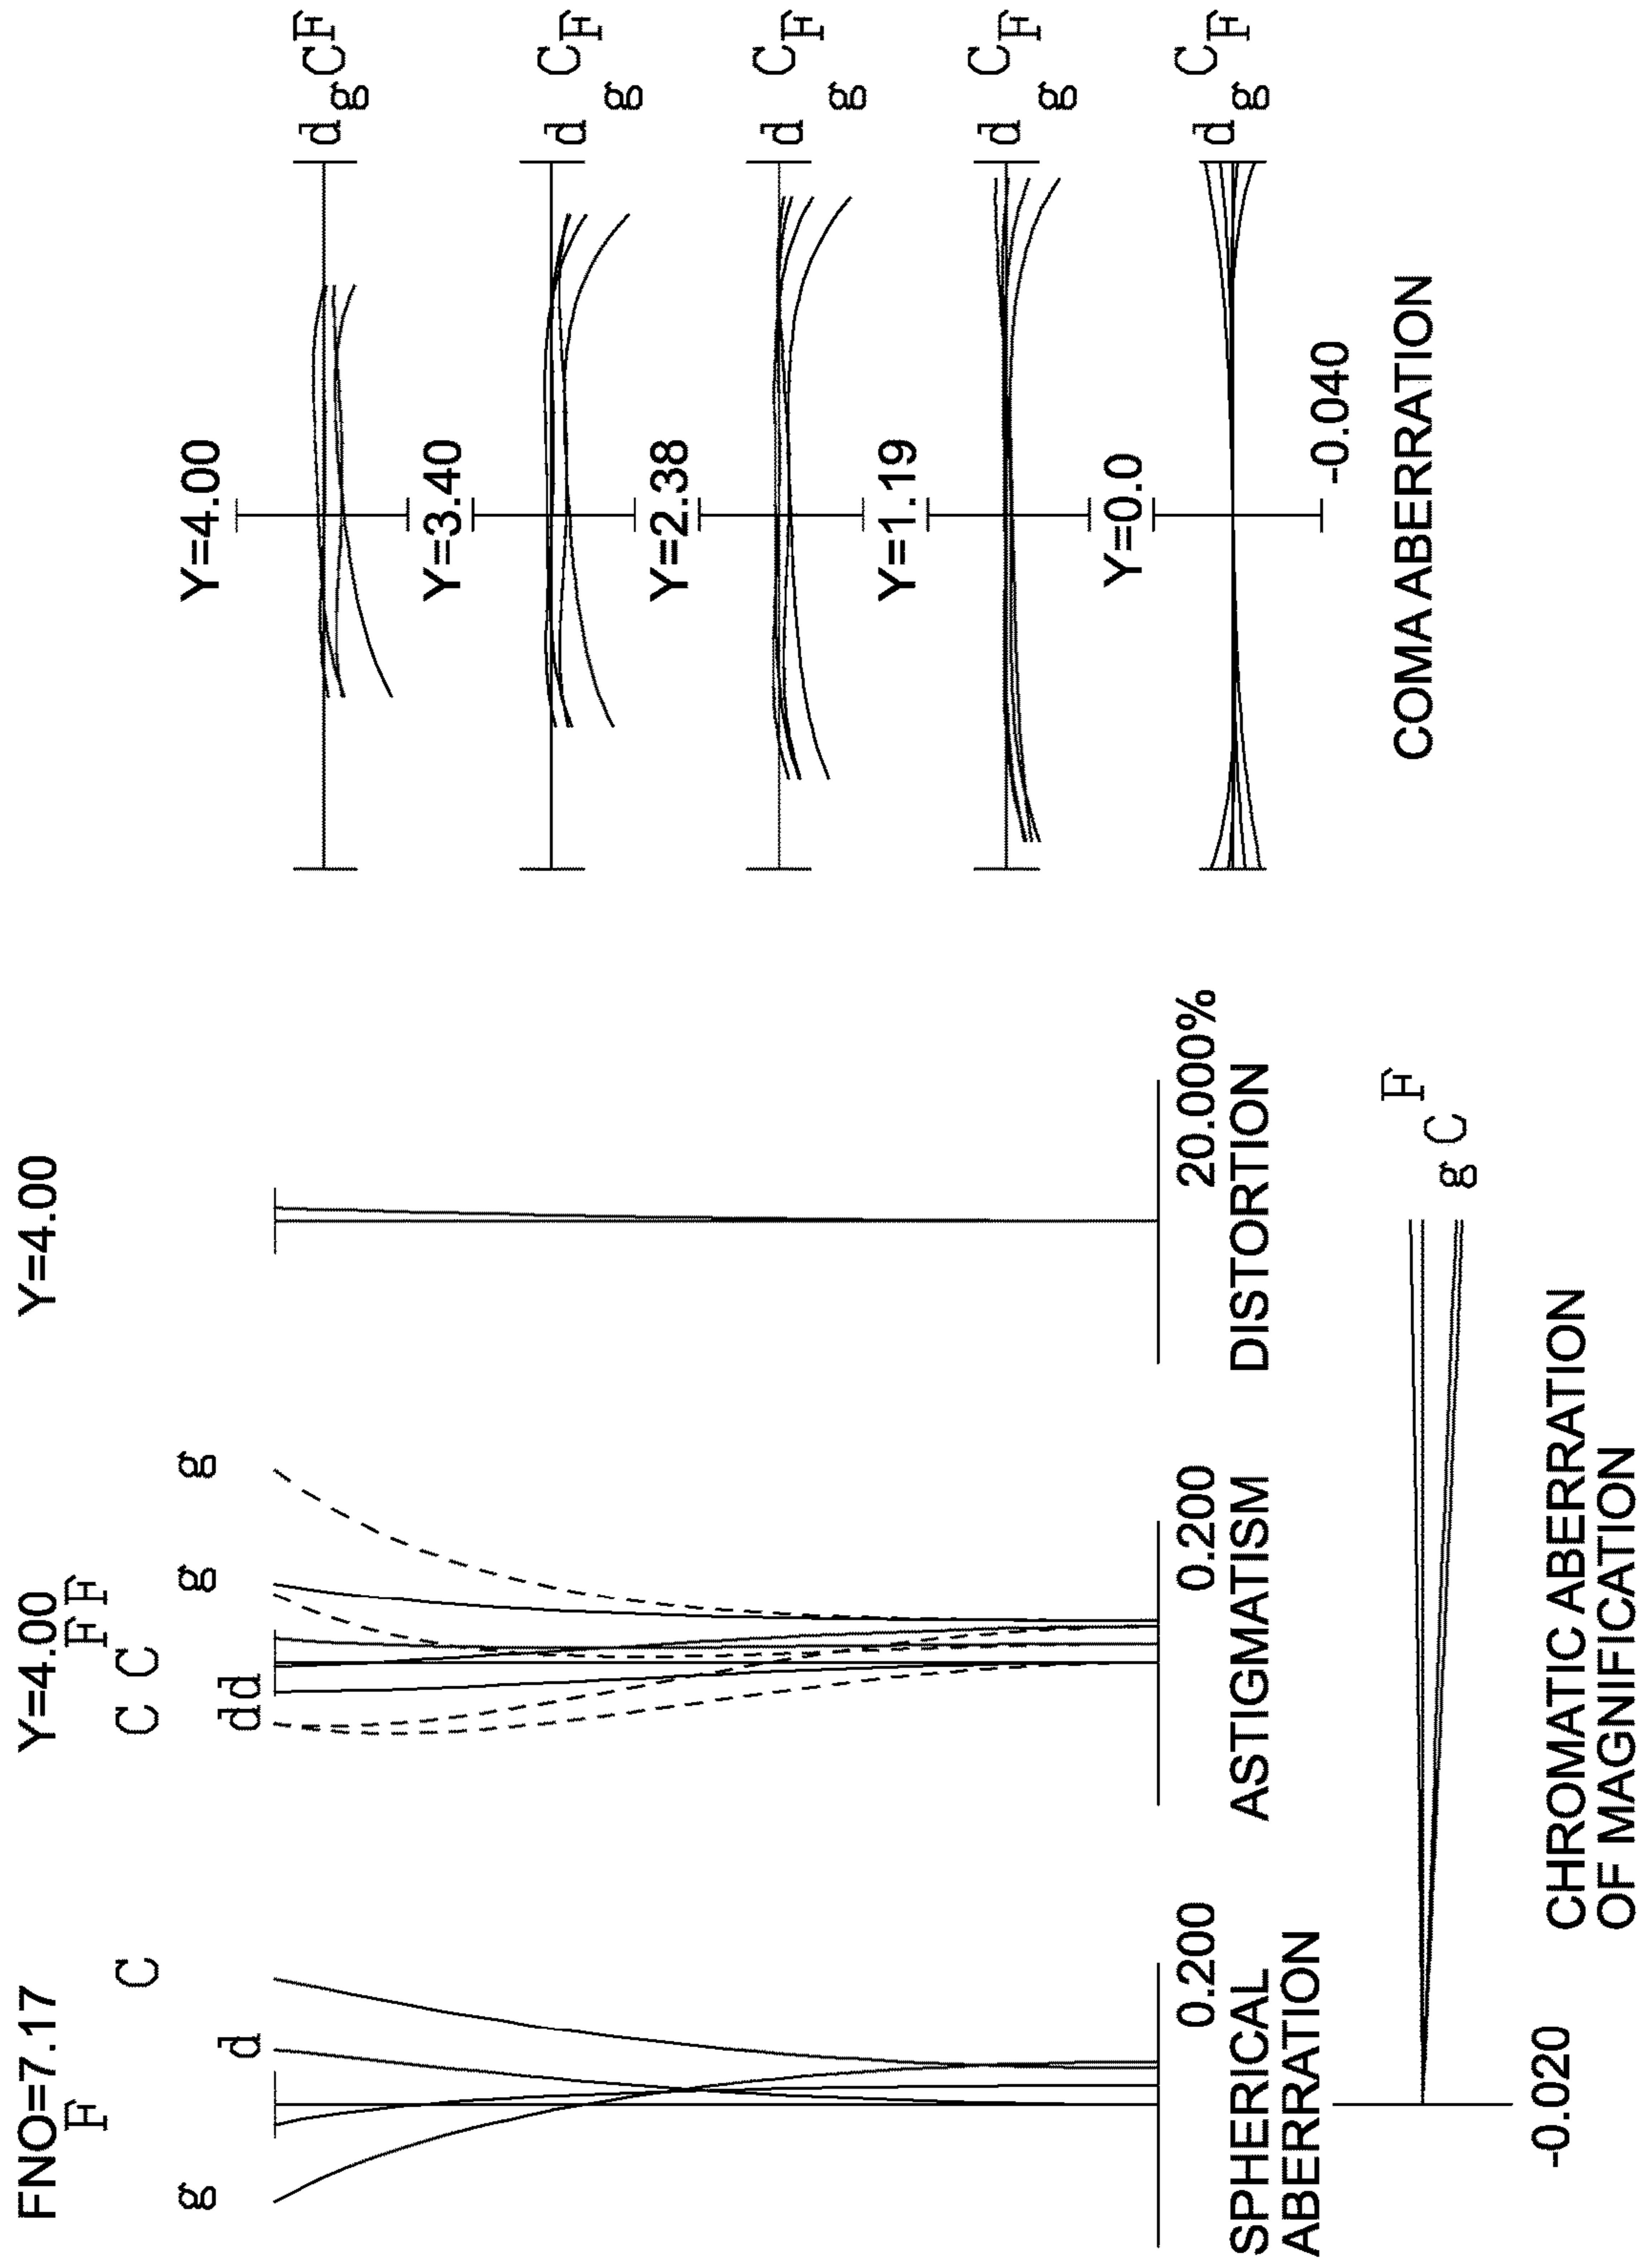 FNO=7.17
F
C
g
d
0.200
SPHERICAL
ABERRATION
Y=4.00
C C F F
d d
g
g
0.200
ASTIGMATISM
Y=4.00
20.000%
DISTORTION
Y=4.00
d g C F
Y=3.40
d g C F
Y=2.38
d g C F
Y=1.19
d g C F
Y=0.0
d g C F
-0.040
COMA ABERRATION
F
g C
-0.020
CHROMATIC ABERRATION
OF MAGNIFICATION